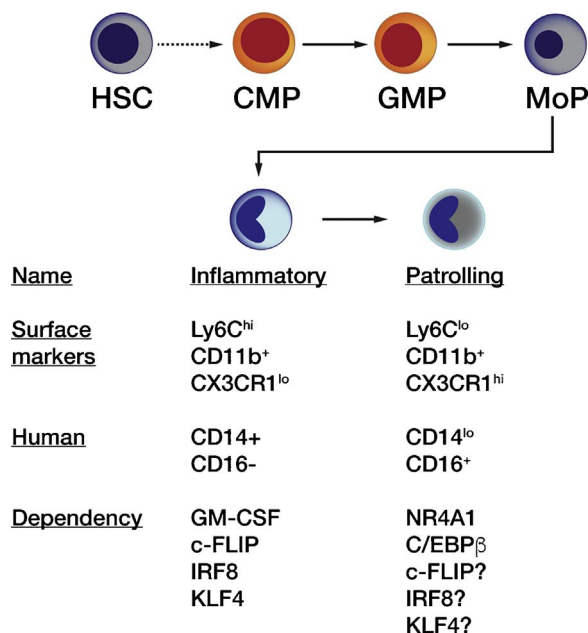 HSC CMP GMP MoP
Name Inflammatory Patrolling
Surface Ly6Cʰⁱ Ly6Cˡᵒ
markers CD11b⁺ CD11b⁺
CX3CR1ˡᵒ CX3CR1ʰⁱ
Human CD14+ CD14ˡᵒ
CD16- CD16⁺
Dependency GM-CSF NR4A1
c-FLIP C/EBPβ
IRF8 c-FLIP?
KLF4 IRF8?
KLF4?